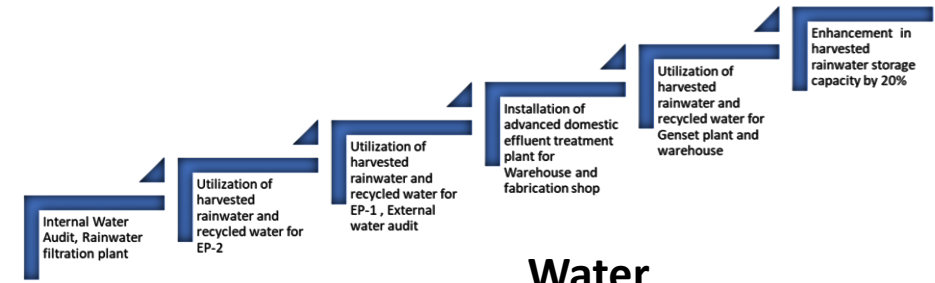 Internal Water
Audit, Rainwater
filtration plant
Utilization of
harvested
rainwater and
recycled water for
EP-2
Utilization of
harvested
rainwater and
recycled water for
EP-1 , External
water audit
Installation of
advanced domestic
effluent treatment
plant for
Warehouse and
fabrication shop
Utilization of
harvested
rainwater and
recycled water for
Genset plant and
warehouse
Enhancement in
harvested
rainwater storage
capacity by 20%
Water